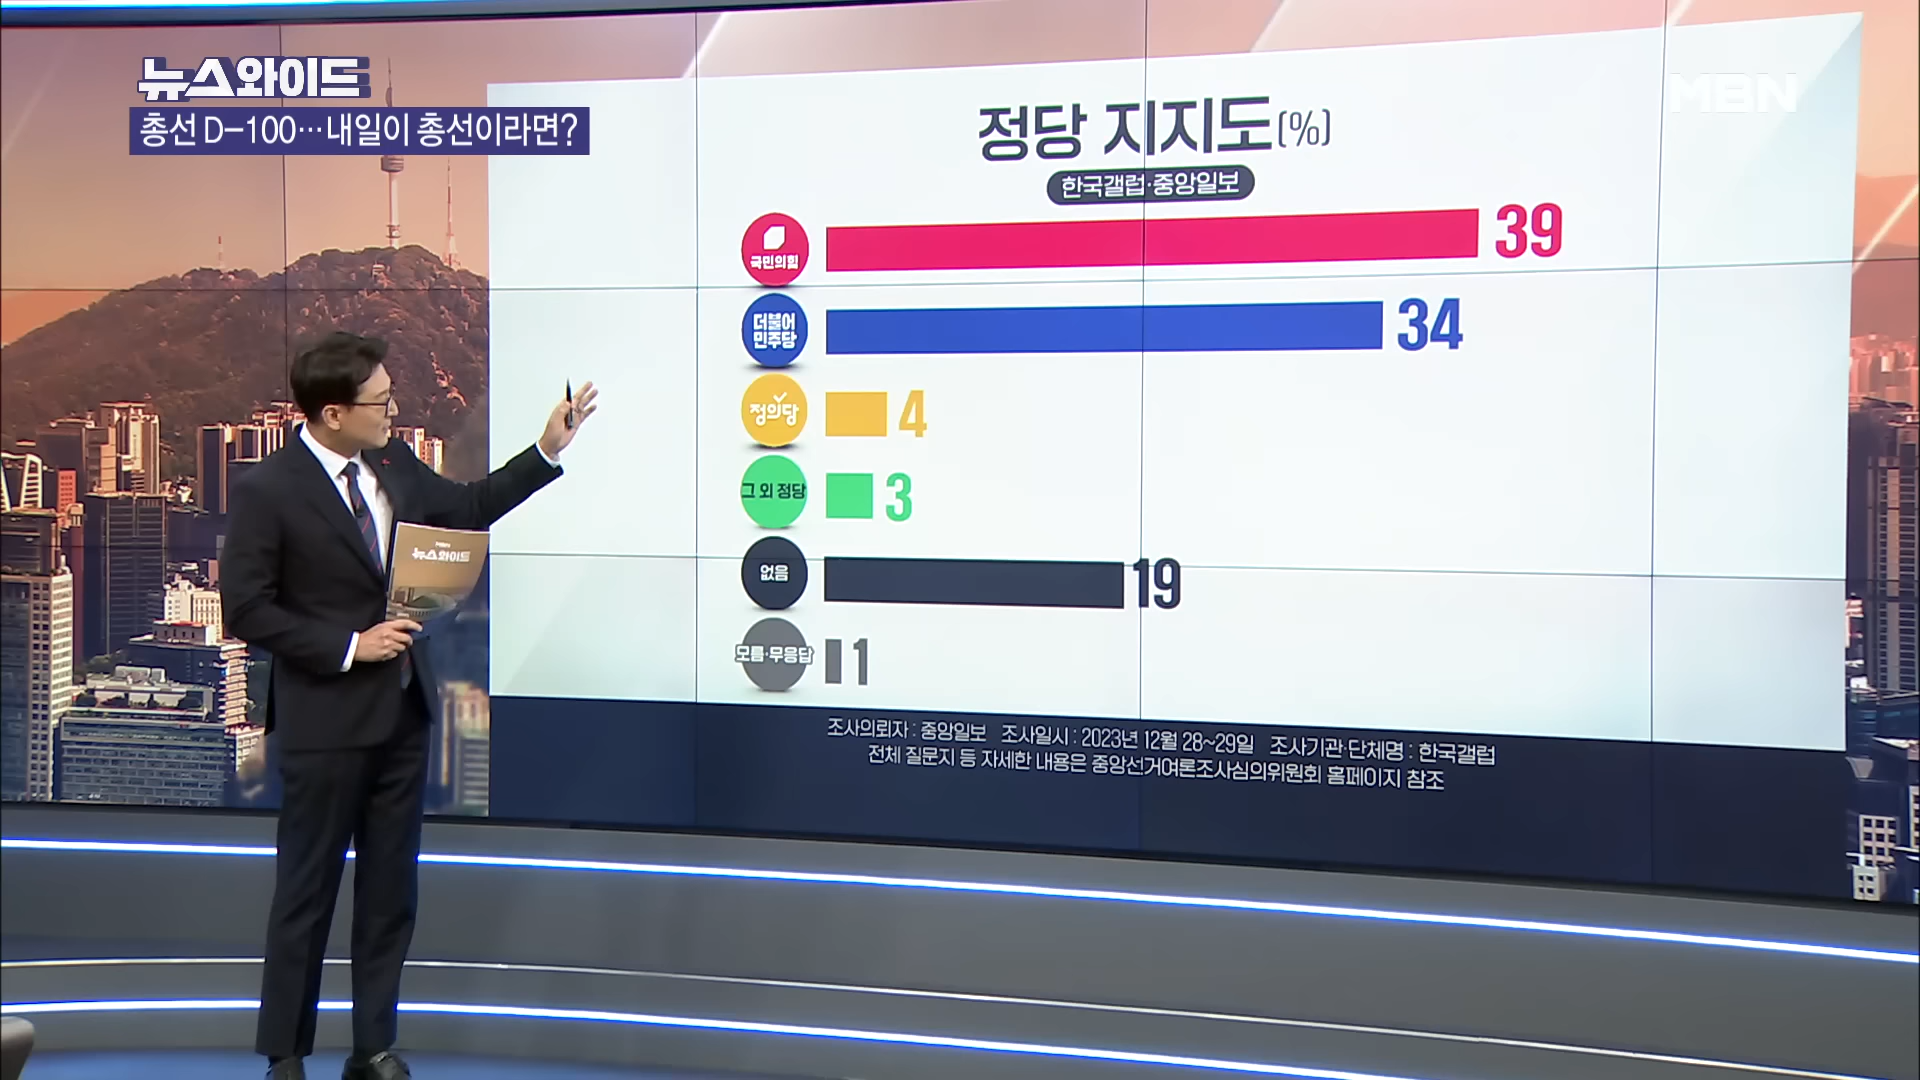 뉴스와이드
총선 D-100…내일이 총선이라면?
MBN
정당 지지도(%)
한국갤럽·중앙일보
국민의힘 39
더불어
민주당 34
정의당 4
그 외 정당 3
없음 19
모름·무응답 1
조사의뢰자 : 중앙일보 조사일시 : 2023년 12월 28~29일 조사기관·단체명 : 한국갤럽
전체 질문지 등 자세한 내용은 중앙선거여론조사심의위원회 홈페이지 참조
MBN
뉴스와이드